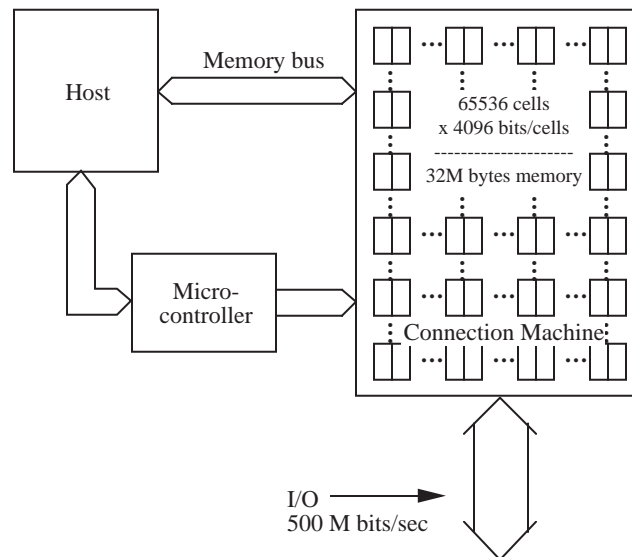 Host
Memory bus
65536 cells
x 4096 bits/cells
32M bytes memory
Micro-
controller
Connection Machine
I/O
500 M bits/sec